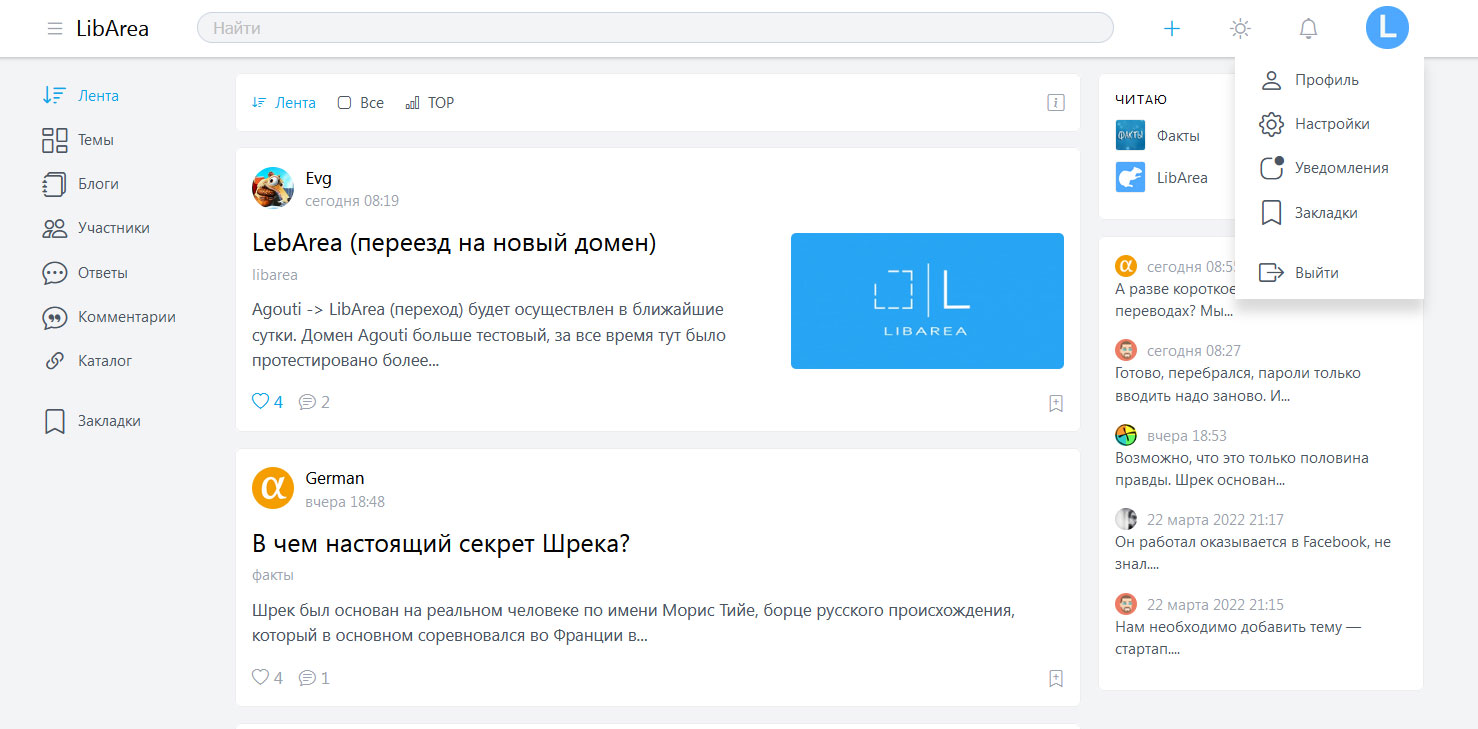 LibArea
Найти
L
Лента
Темы
Блоги
Участники
Ответы
Комментарии
Каталог
Закладки
Лента
Все
TOP
Evg
сегодня 08:19
LebArea (переезд на новый домен)
libarea
Agouti -> LibArea (переход) будет осуществлен в ближайшие
сутки. Домен Agouti больше тестовый, за все время тут было
протестировано более...
L
LIBAREA
4
2
German
вчера 18:48
В чем настоящий секрет Шрека?
факты
Шрек был основан на реальном человеке по имени Морис Тийе, борце русского происхождения,
который в основном соревновался во Франции в...
4
1
ЧИТАЮ
ФАКТЫ
Факты
LibArea
Профиль
Настройки
Уведомления
Закладки
Выйти
сегодня 08:55
А разве короткое
переводах? Мы...
сегодня 08:27
Готово, перебрался, пароли только
вводить надо заново. И...
вчера 18:53
Возможно, что это только половина
правды. Шрек основан...
22 марта 2022 21:17
Он работал оказывается в Facebook, не
знал....
22 марта 2022 21:15
Нам необходимо добавить тему —
стартап....